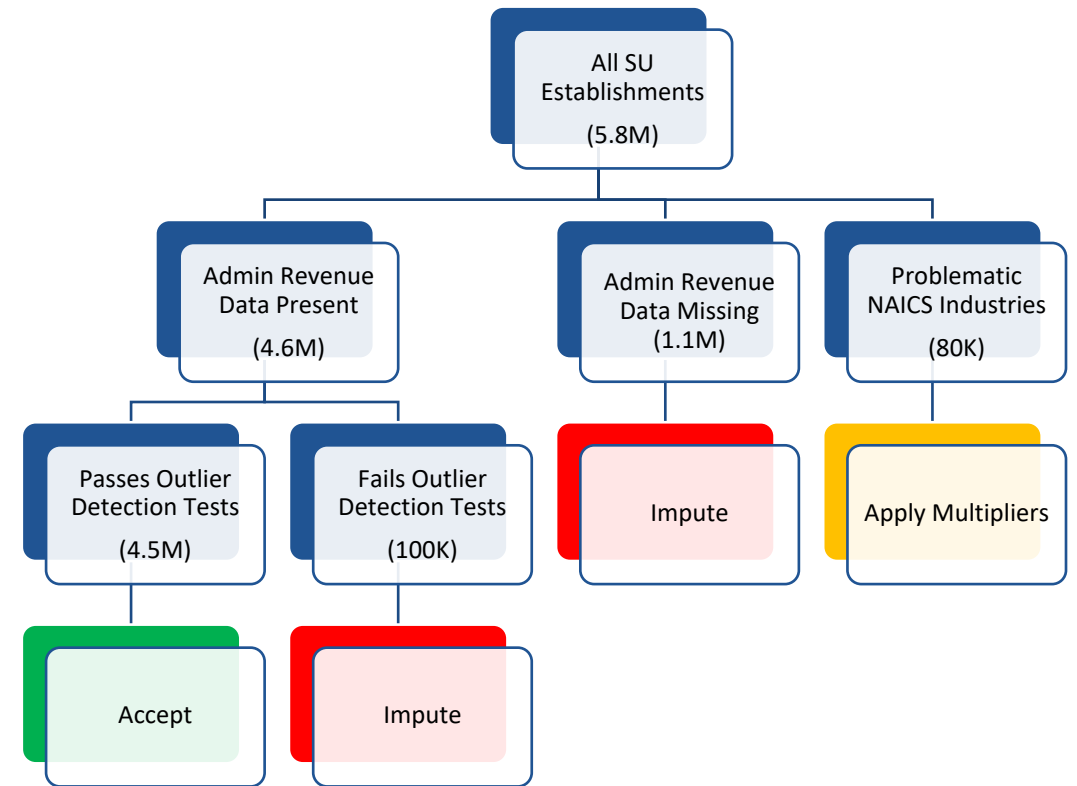 All SU
Establishments
(5.8M)
Admin Revenue
Data Present
(4.6M)
Admin Revenue
Data Missing
(1.1M)
Problematic
NAICS Industries
(80K)
Passes Outlier
Detection Tests
(4.5M)
Fails Outlier
Detection Tests
(100K)
Impute
Apply Multipliers
Accept
Impute